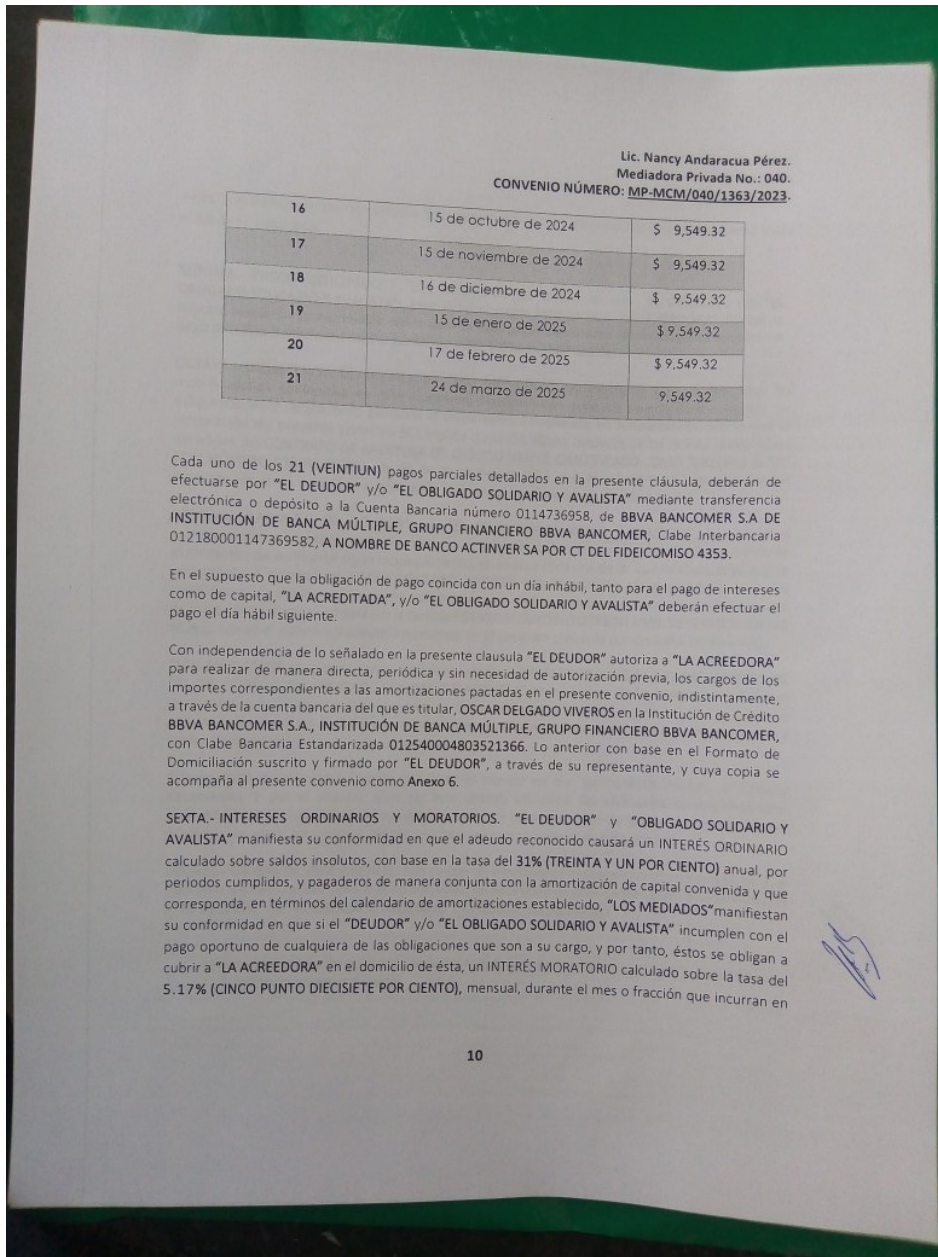 Lic. Nancy Andaracua Pérez.
Mediadora Privada No.: 040.
CONVENIO NÚMERO: MP-MCM/040/1363/2023.
16 15 de octubre de 2024 $ 9,549.32
17 15 de noviembre de 2024 $ 9,549.32
18 16 de diciembre de 2024 $ 9,549.32
19 15 de enero de 2025 $ 9,549.32
20 17 de febrero de 2025 $ 9,549.32
21 24 de marzo de 2025 9,549.32
Cada uno de los 21 (VEINTIUN) pagos parciales detallados en la presente cláusula, deberán de
efectuarse por "EL DEUDOR" y/o "EL OBLIGADO SOLIDARIO Y AVALISTA" mediante transferencia
electrónica o depósito a la Cuenta Bancaria número 0114736958, de BBVA BANCOMER S.A DE
INSTITUCIÓN DE BANCA MÚLTIPLE, GRUPO FINANCIERO BBVA BANCOMER, Clabe Interbancaria
012180001147369582, A NOMBRE DE BANCO ACTINVER SA POR CT DEL FIDEICOMISO 4353.
En el supuesto que la obligación de pago coincida con un día inhábil, tanto para el pago de intereses
como de capital, "LA ACREDITADA", y/o "EL OBLIGADO SOLIDARIO Y AVALISTA" deberán efectuar el
pago el día hábil siguiente.
Con independencia de lo señalado en la presente clausula "EL DEUDOR" autoriza a "LA ACREEDORA"
para realizar de manera directa, periódica y sin necesidad de autorización previa, los cargos de los
importes correspondientes a las amortizaciones pactadas en el presente convenio, indistintamente,
a través de la cuenta bancaria del que es titular, OSCAR DELGADO VIVEROS en la Institución de Crédito
BBVA BANCOMER S.A., INSTITUCIÓN DE BANCA MÚLTIPLE, GRUPO FINANCIERO BBVA BANCOMER,
con Clabe Bancaria Estandarizada 012540004803521366. Lo anterior con base en el Formato de
Domiciliación suscrito y firmado por "EL DEUDOR", a través de su representante, y cuya copia se
acompaña al presente convenio como Anexo 6.
SEXTA.- INTERESES ORDINARIOS Y MORATORIOS. "EL DEUDOR" y "OBLIGADO SOLIDARIO Y
AVALISTA" manifiesta su conformidad en que el adeudo reconocido causará un INTERÉS ORDINARIO
calculado sobre saldos insolutos, con base en la tasa del 31% (TREINTA Y UN POR CIENTO) anual, por
periodos cumplidos, y pagaderos de manera conjunta con la amortización de capital convenida y que
corresponda, en términos del calendario de amortizaciones establecido, "LOS MEDIADOS"manifiestan
su conformidad en que si el "DEUDOR" y/o "EL OBLIGADO SOLIDARIO Y AVALISTA" incumplen con el
pago oportuno de cualquiera de las obligaciones que son a su cargo, y por tanto, éstos se obligan a
cubrir a "LA ACREEDORA" en el domicilio de ésta, un INTERÉS MORATORIO calculado sobre la tasa del
5.17% (CINCO PUNTO DIECISIETE POR CIENTO), mensual, durante el mes o fracción que incurran en
10